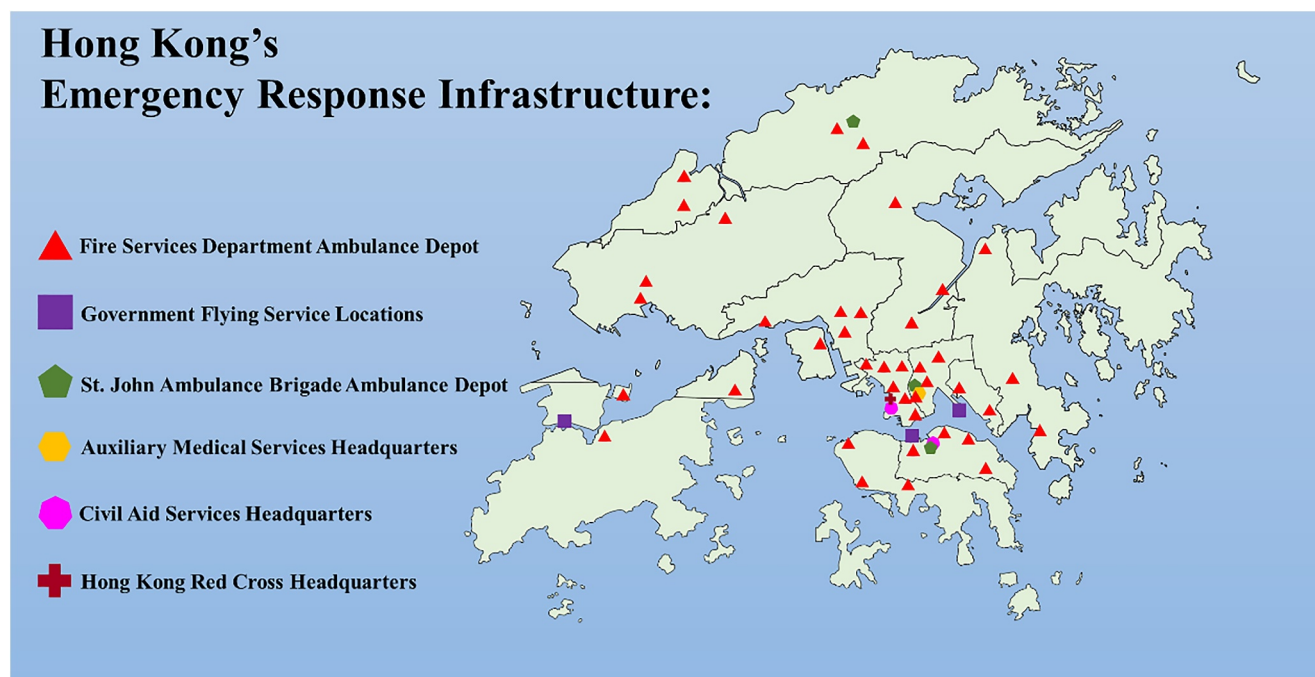 Hong Kong’s
Emergency Response Infrastructure:
Fire Services Department Ambulance Depot
Government Flying Service Locations
St. John Ambulance Brigade Ambulance Depot
Auxiliary Medical Services Headquarters
Civil Aid Services Headquarters
Hong Kong Red Cross Headquarters